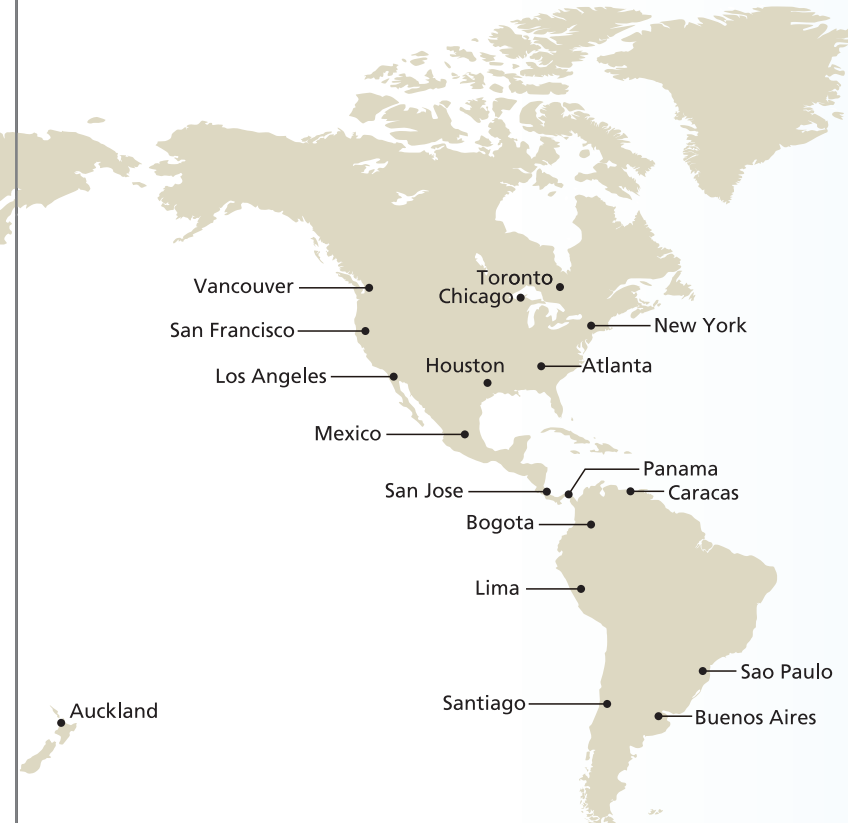 Toronto
Vancouver
Chicago
New York
San Francisco
Houston
Atlanta
Los Angeles
Mexico
Panama
San Jose
Caracas
Bogota
Lima
Sao Paulo
Santiago
Auckland
Buenos Aires